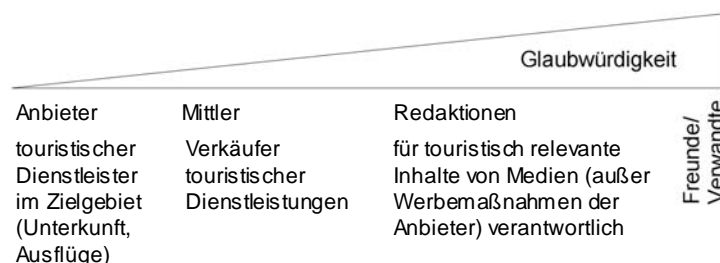 Glaubwürdigkeit
Anbieter
touristischer
Dienstleister
im Zielgebiet
(Unterkunft,
Ausflüge)
Mittler
Verkäufer
touristischer
Dienstleistungen
Redaktionen
für touristisch relevante
Inhalte von Medien (außer
Werbemaßnahmen der
Anbieter) verantwortlich
Freunde/
Verwandte